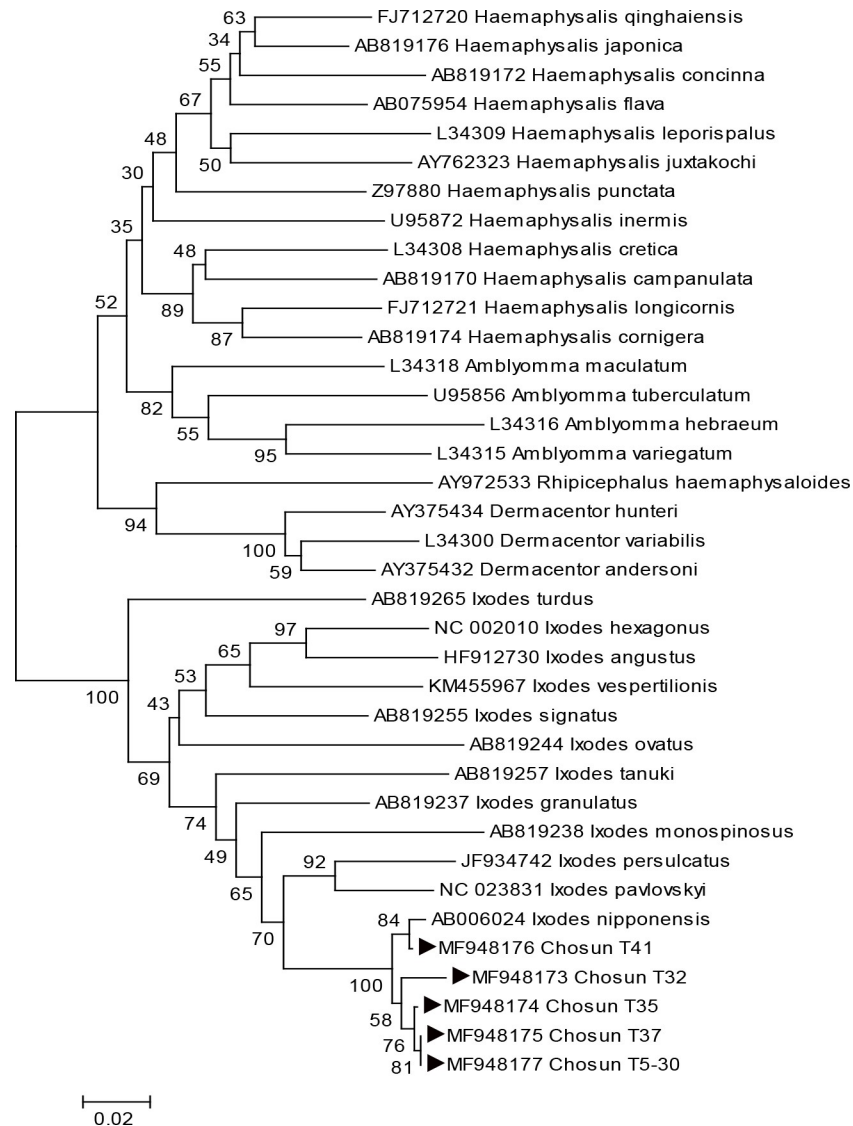 63
FJ712720 Haemaphysalis qinghaiensis
34
AB819176 Haemaphysalis japonica
55
AB819172 Haemaphysalis concinna
67
AB075954 Haemaphysalis flava
L34309 Haemaphysalis leporispalus
48
50
AY762323 Haemaphysalis juxtakochi
30
Z97880 Haemaphysalis punctata
35
U95872 Haemaphysalis inermis
48
L34308 Haemaphysalis cretica
AB819170 Haemaphysalis campanulata
52
89
FJ712721 Haemaphysalis longicornis
87
AB819174 Haemaphysalis cornigera
L34318 Amblyomma maculatum
82
U95856 Amblyomma tuberculatum
55
L34316 Amblyomma hebraeum
95
L34315 Amblyomma variegatum
AY972533 Rhipicephalus haemaphysaloides
94
AY375434 Dermacentor hunteri
100
L34300 Dermacentor variabilis
59
AY375432 Dermacentor andersoni
AB819265 Ixodes turdus
97
NC 002010 Ixodes hexagonus
65
HF912730 Ixodes angustus
53
KM455967 Ixodes vespertilionis
100
43
AB819255 Ixodes signatus
AB819244 Ixodes ovatus
69
AB819257 Ixodes tanuki
74
AB819237 Ixodes granulatus
49
AB819238 Ixodes monospinosus
65
92
JF934742 Ixodes persulcatus
NC 023831 Ixodes pavlovskyi
70
84
AB006024 Ixodes nipponensis
MF948176 Chosun T41
100
MF948173 Chosun T32
58
MF948174 Chosun T35
76
MF948175 Chosun T37
81
MF948177 Chosun T5-30
0.02